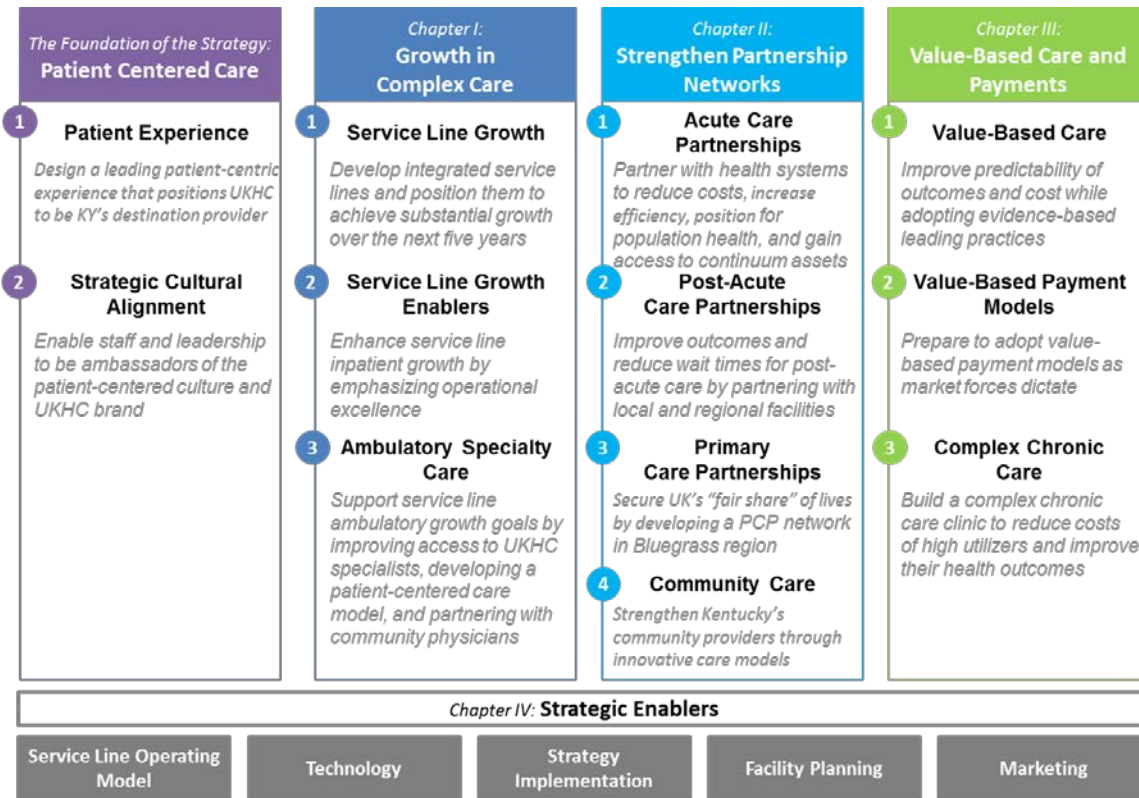 The Foundation of the Strategy:
Patient Centered Care
1
Patient Experience
Design a leading patient-centric
experience that positions UKHC
to be KY's destination provider
2
Strategic Cultural
Alignment
Enable staff and leadership
to be ambassadors of the
patient-centered culture and
UKHC brand
Chapter I:
Growth in
Complex Care
1
Service Line Growth
Develop integrated service
lines and position them to
achieve substantial growth
over the next five years
2
Service Line Growth
Enablers
Enhance service line
inpatient growth by
emphasizing operational
excellence
3
Ambulatory Specialty
Care
Support service line
ambulatory growth goals by
improving access to UKHC
specialists, developing a
patient-centered care
model, and partnering with
community physicians
Chapter II:
Strengthen Partnership
Networks
1
Acute Care
Partnerships
Partner with health systems
to reduce costs, increase
efficiency, position for
population health, and gain
access to continuum assets
2
Post-Acute
Care Partnerships
Improve outcomes and
reduce wait times for post-
acute care by partnering with
local and regional facilities
3
Primary
Care Partnerships
Secure UK's "fair share" of lives
by developing a PCP network
in Bluegrass region
4
Community Care
Strengthen Kentucky's
community providers through
innovative care models
Chapter III:
Value-Based Care and
Payments
1
Value-Based Care
Improve predictability of
outcomes and cost while
adopting evidence-based
leading practices
2
Value-Based Payment
Models
Prepare to adopt value-
based payment models as
market forces dictate
3
Complex Chronic
Care
Build a complex chronic
care clinic to reduce costs
of high utilizers and improve
their health outcomes
Chapter IV: Strategic Enablers
Service Line Operating
Model
Technology
Strategy
Implementation
Facility Planning
Marketing